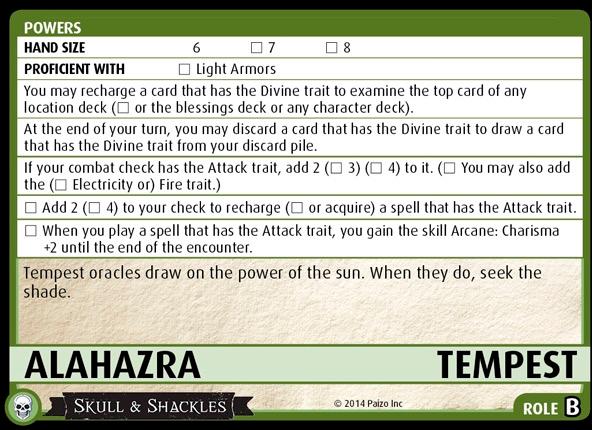 POWERS
HAND SIZE 6 ☐ 7 ☐ 8
PROFICIENT WITH ☐ Light Armors
You may recharge a card that has the Divine trait to examine the top card of any
location deck (☐ or the blessings deck or any character deck).
At the end of your turn, you may discard a card that has the Divine trait to draw a card
that has the Divine trait from your discard pile.
If your combat check has the Attack trait, add 2 (☐ 3) (☐ 4) to it. (☐ You may also add
the (☐ Electricity or) Fire trait.)
☐ Add 2 (☐ 4) to your check to recharge (☐ or acquire) a spell that has the Attack trait.
☐ When you play a spell that has the Attack trait, you gain the skill Arcane: Charisma
+2 until the end of the encounter.
Tempest oracles draw on the power of the sun. When they do, seek the
shade.
ALAHAZRA TEMPEST
SKULL & SHACKLES © 2014 Paizo Inc ROLE B